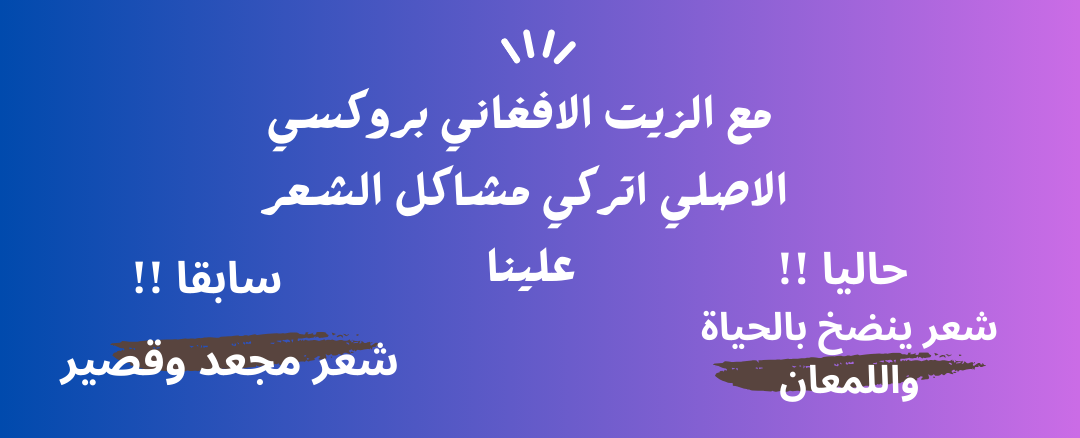 مع الزيت الافغاني بروكسي
الاصلي اتركي مشاكل الشعر
علينا
حاليا !!
شعر ينضخ بالحياة
واللمعان
سابقا !!
شعر مجعد وقصير